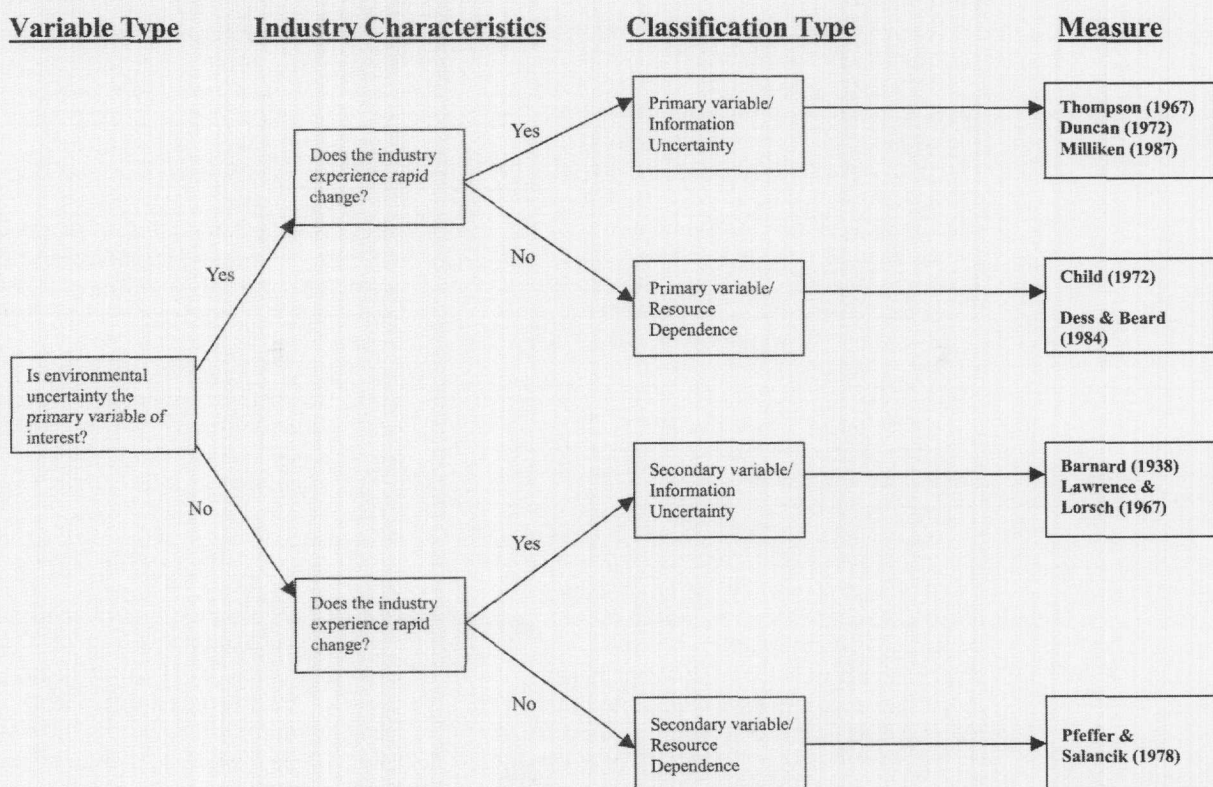 Variable Type
Industry Characteristics
Classification Type
Measure
Is environmental
uncertainty the
primary variable of
interest?
Yes
No
Does the industry
experience rapid
change?
Yes
No
Does the industry
experience rapid
change?
Yes
No
Primary variable/
Information
Uncertainty
Primary variable/
Resource
Dependence
Secondary variable/
Information
Uncertainty
Secondary variable/
Resource
Dependence
Thompson (1967)
Duncan (1972)
Milliken (1987)
Child (1972)
Dess & Beard
(1984)
Barnard (1938)
Lawrence &
Lorsch (1967)
Pfeffer &
Salancik (1978)